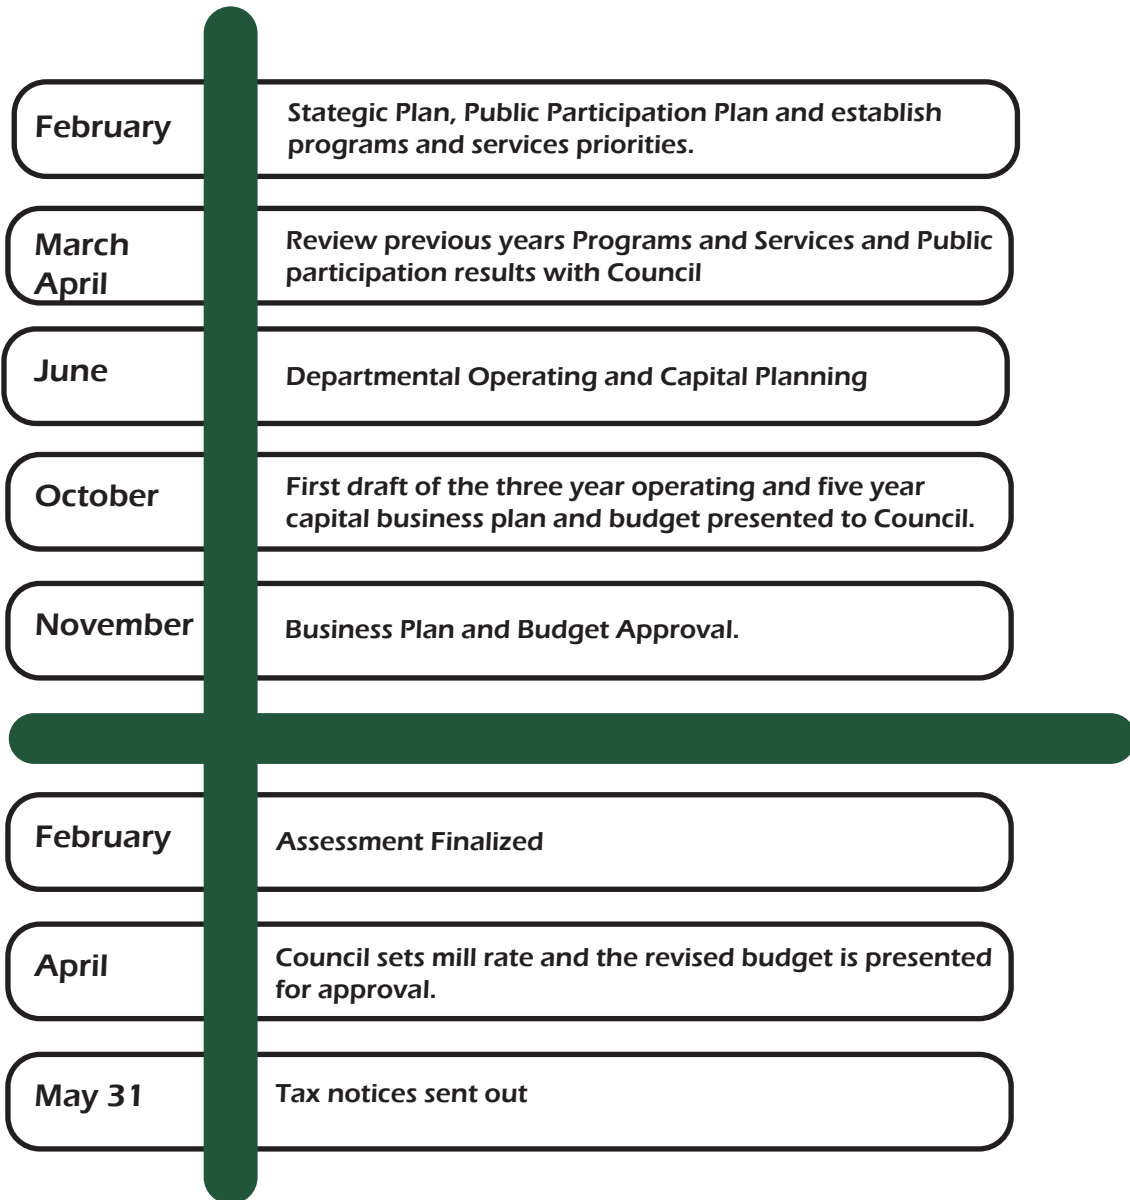 February
Stategic Plan, Public Participation Plan and establish
programs and services priorities.
March
April
Review previous years Programs and Services and Public
participation results with Council
June
Departmental Operating and Capital Planning
October
First draft of the three year operating and five year
capital business plan and budget presented to Council.
November
Business Plan and Budget Approval.
February
Assessment Finalized
April
Council sets mill rate and the revised budget is presented
for approval.
May 31
Tax notices sent out